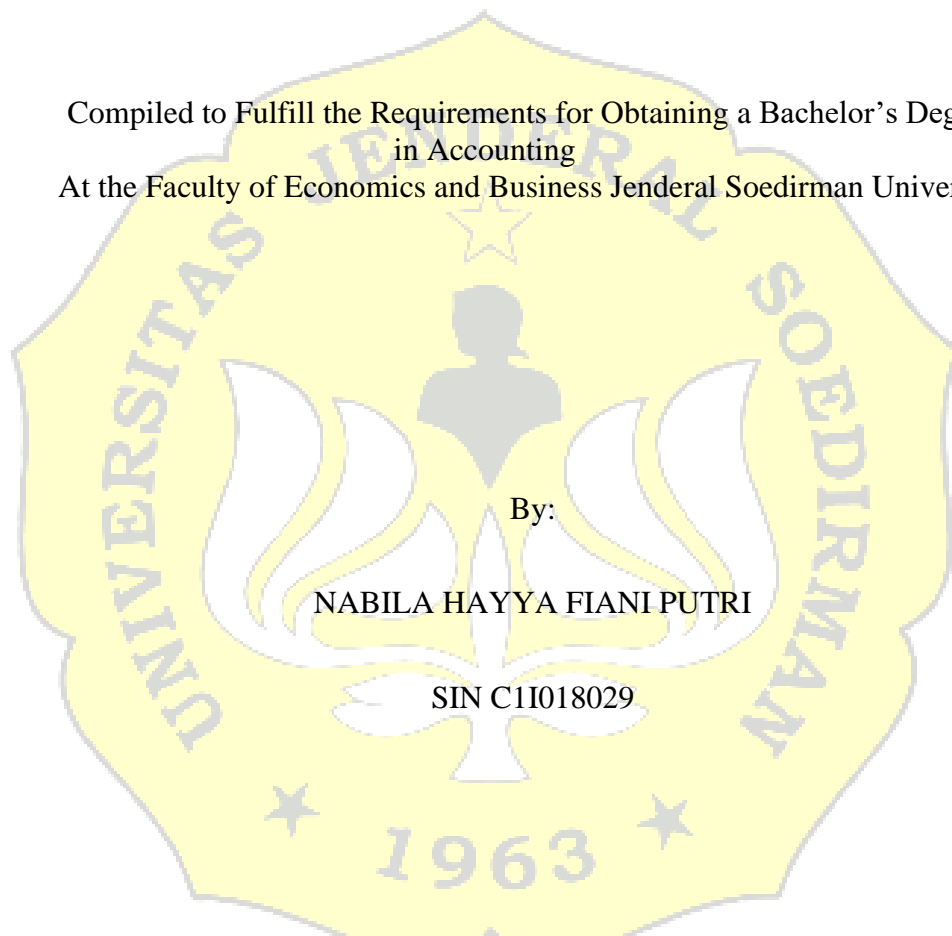 Compiled to Fulfill the Requirements for Obtaining a Bachelor’s Deg
in Accounting
At the Faculty of Economics and Business Jenderal Soedirman Univer
UNIVERSITAS JENDERAL SOEDIRMAN
By:
NABILA HAYYA FIANI PUTRI
SIN C1I018029
1963